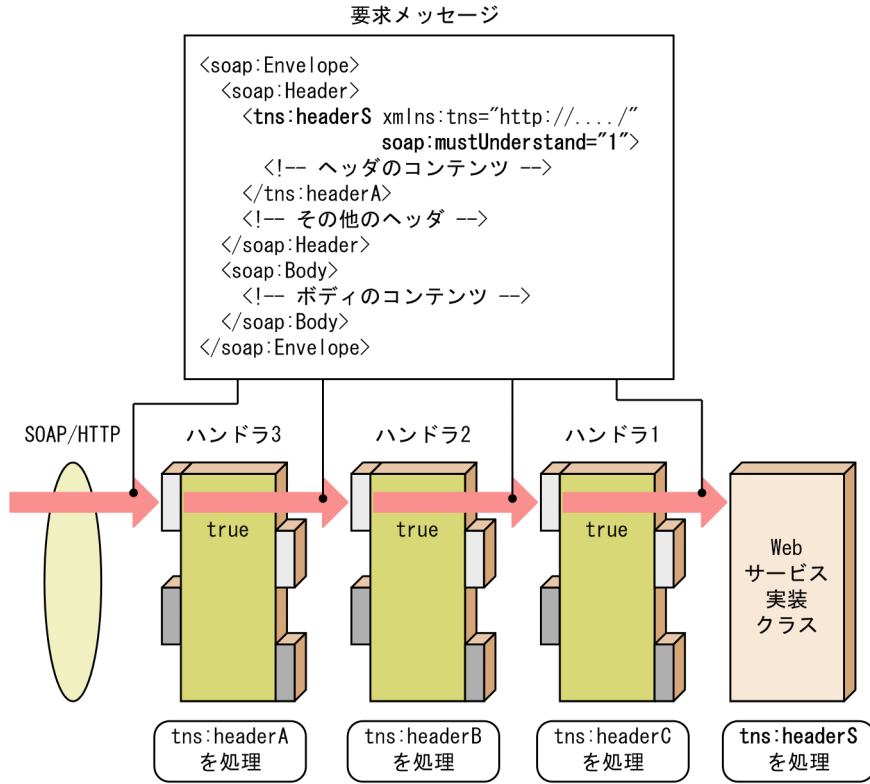 要求メッセージ
<soap:Envelope>
<soap:Header>
<tns:headerS xmlns:tns="http://..../"
soap:mustUnderstand="1">
<!-- ヘッダのコンテンツ -->
</tns:headerA>
<!-- その他のヘッダ -->
</soap:Header>
<soap:Body>
<!-- ボディのコンテンツ -->
</soap:Body>
</soap:Envelope>
SOAP/HTTP
ハンドラ3
ハンドラ2
ハンドラ1
true
true
true
Web
サービス
実装
クラス
tns:headerA
を処理
tns:headerB
を処理
tns:headerC
を処理
tns:headerS
を処理